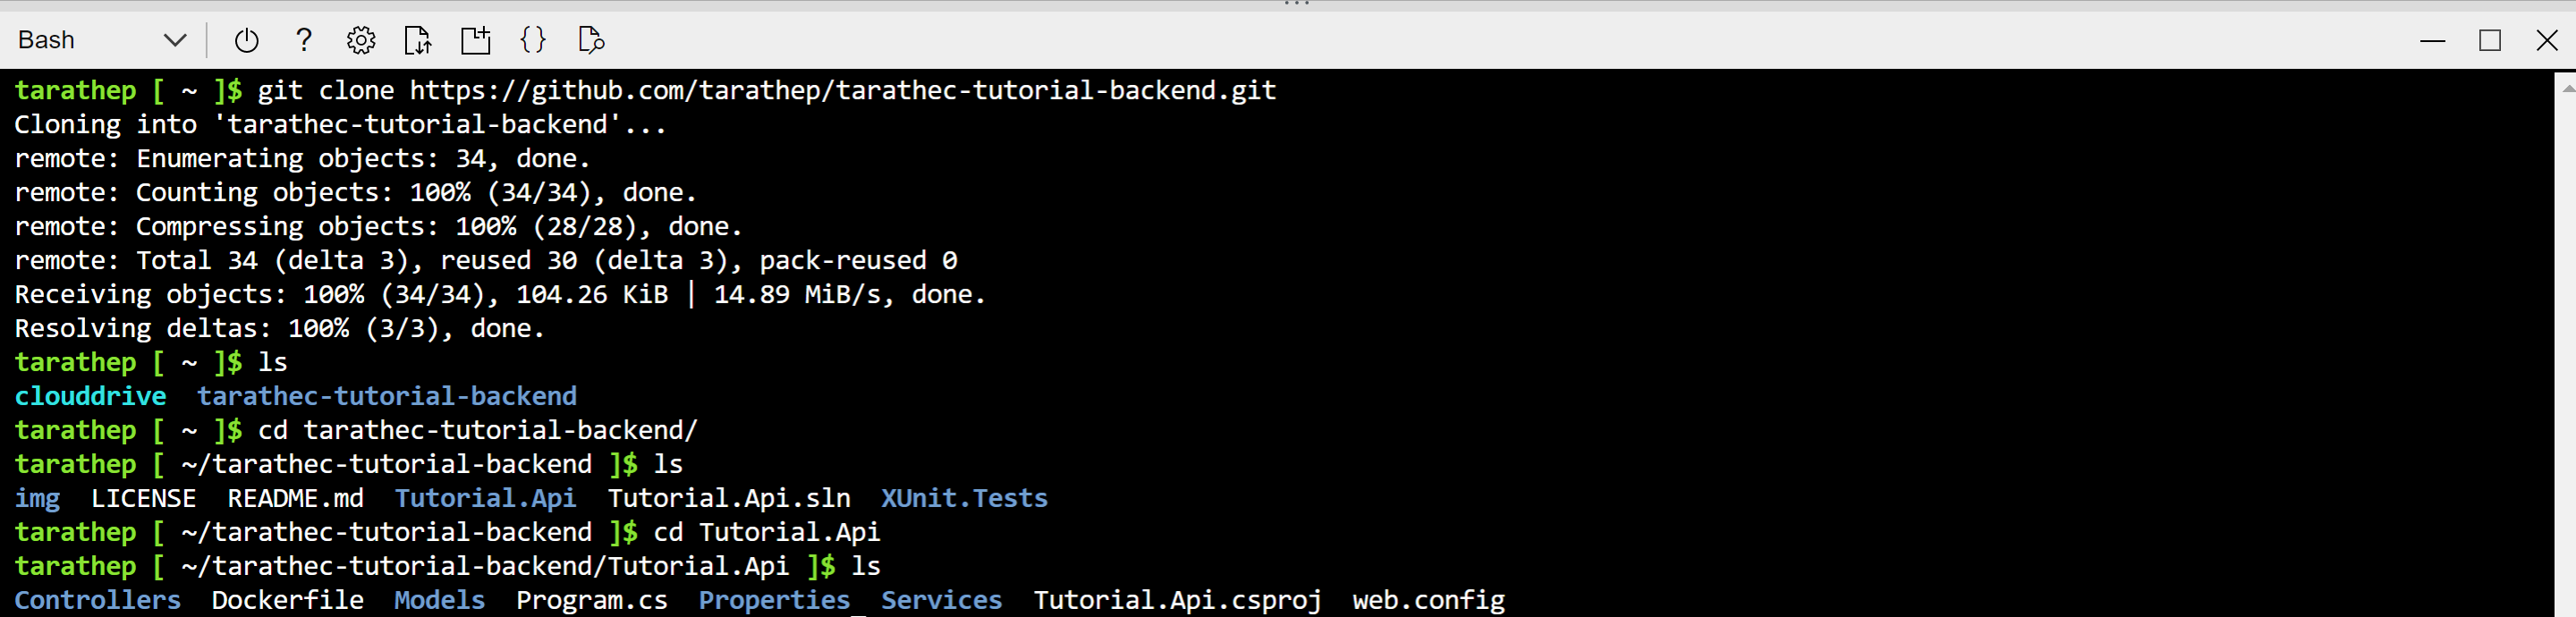 Bash
tarathep [ ~ ]$ git clone https://github.com/tarathep/tarathec-tutorial-backend.git
Cloning into 'tarathec-tutorial-backend'...
remote: Enumerating objects: 34, done.
remote: Counting objects: 100% (34/34), done.
remote: Compressing objects: 100% (28/28), done.
remote: Total 34 (delta 3), reused 30 (delta 3), pack-reused 0
Receiving objects: 100% (34/34), 104.26 KiB | 14.89 MiB/s, done.
Resolving deltas: 100% (3/3), done.
tarathep [ ~ ]$ ls
clouddrive  tarathec-tutorial-backend
tarathep [ ~ ]$ cd tarathec-tutorial-backend/
tarathep [ ~/tarathec-tutorial-backend ]$ ls
img  LICENSE  README.md  Tutorial.Api  Tutorial.Api.sln  XUnit.Tests
tarathep [ ~/tarathec-tutorial-backend ]$ cd Tutorial.Api
tarathep [ ~/tarathec-tutorial-backend/Tutorial.Api ]$ ls
Controllers  Dockerfile  Models  Program.cs  Properties  Services  Tutorial.Api.csproj  web.config